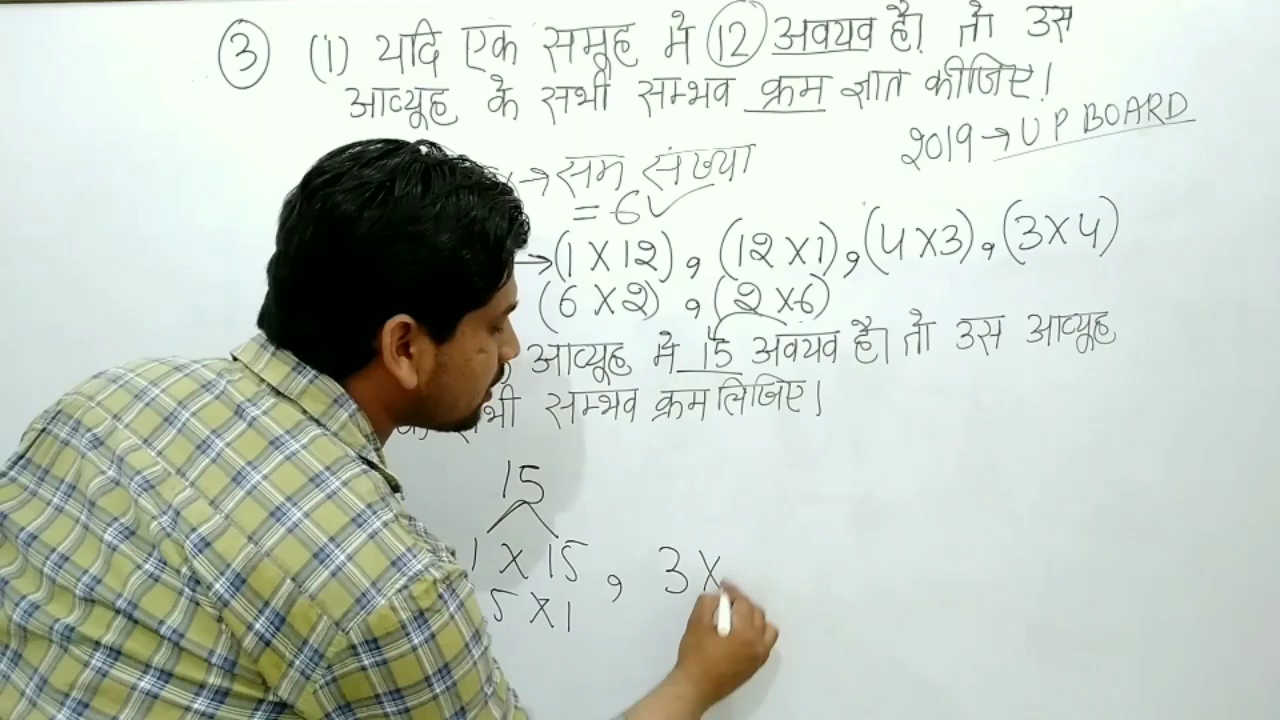 ③ (1) यदि एक समूह मे 12 अवयव है। तो उस
आव्यूह के सभी सम्भव क्रम ज्ञात कीजिए।
2019 → U P BOARD
→ सम संख्या
= 6 ✓
→ (1 X 12), (12 X 1), (4 X 3), (3 X 4)
(6 X 2), (2 X 6)
आव्यूह मे 15 अवयव है। तो उस आव्यूह
सम्भव क्रम लिजिए।
15
1 X 15, 3 X
5 X 1